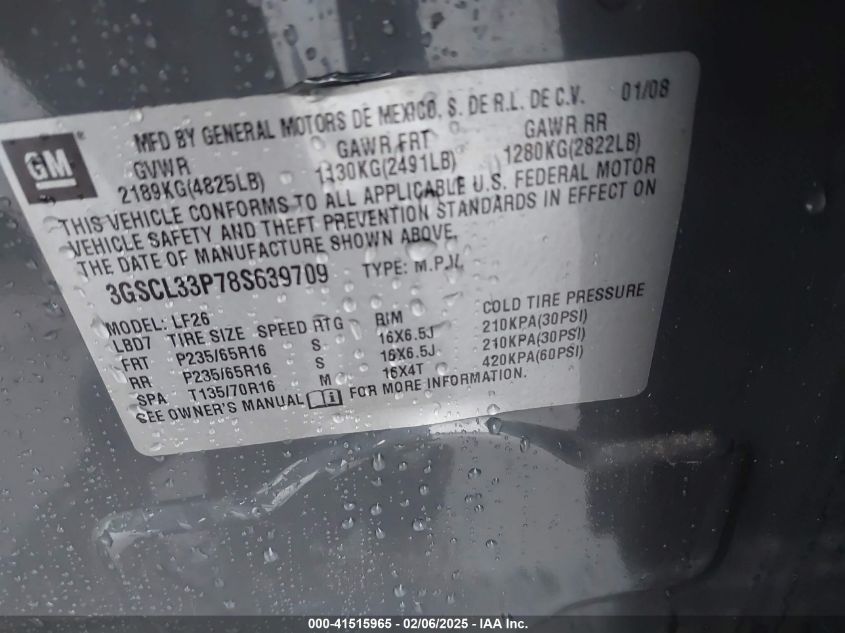 GM ®
MFD BY GENERAL MOTORS DE MEXICO, S. DE R.L. DE C.V. 01/08
GVWR GAWR FRT GAWR RR
2189KG(4825LB) 1130KG(2491LB) 1280KG(2822LB)
THIS VEHICLE CONFORMS TO ALL APPLICABLE U.S. FEDERAL MOTOR
VEHICLE SAFETY AND THEFT PREVENTION STANDARDS IN EFFECT ON
THE DATE OF MANUFACTURE SHOWN ABOVE.
3GSCL33P78S639709 TYPE: M.P.V.
MODEL: LF26
LBD7 TIRE SIZE SPEED RTG RIM COLD TIRE PRESSURE
FRT P235/65R16 S 16X6.5J 210KPA(30PSI)
RR P235/65R16 S 16X6.5J 210KPA(30PSI)
SPA T135/70R16 M 16X4T 420KPA(60PSI)
SEE OWNER'S MANUAL i FOR MORE INFORMATION.
000-41515965 - 02/06/2025 - IAA Inc.